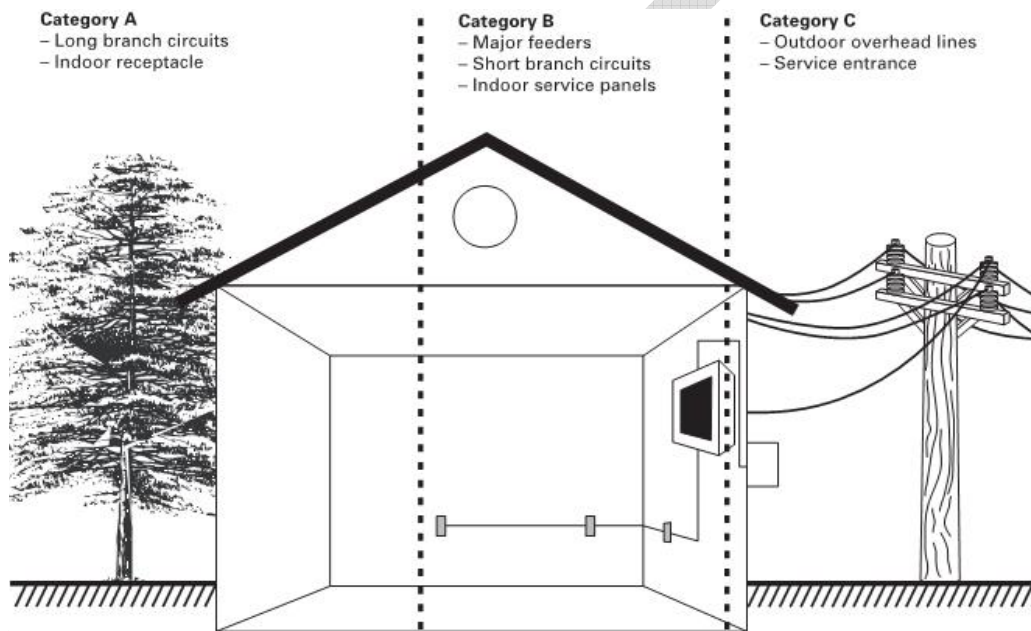 Category A
– Long branch circuits
– Indoor receptacle
Category B
– Major feeders
– Short branch circuits
– Indoor service panels
Category C
– Outdoor overhead lines
– Service entrance